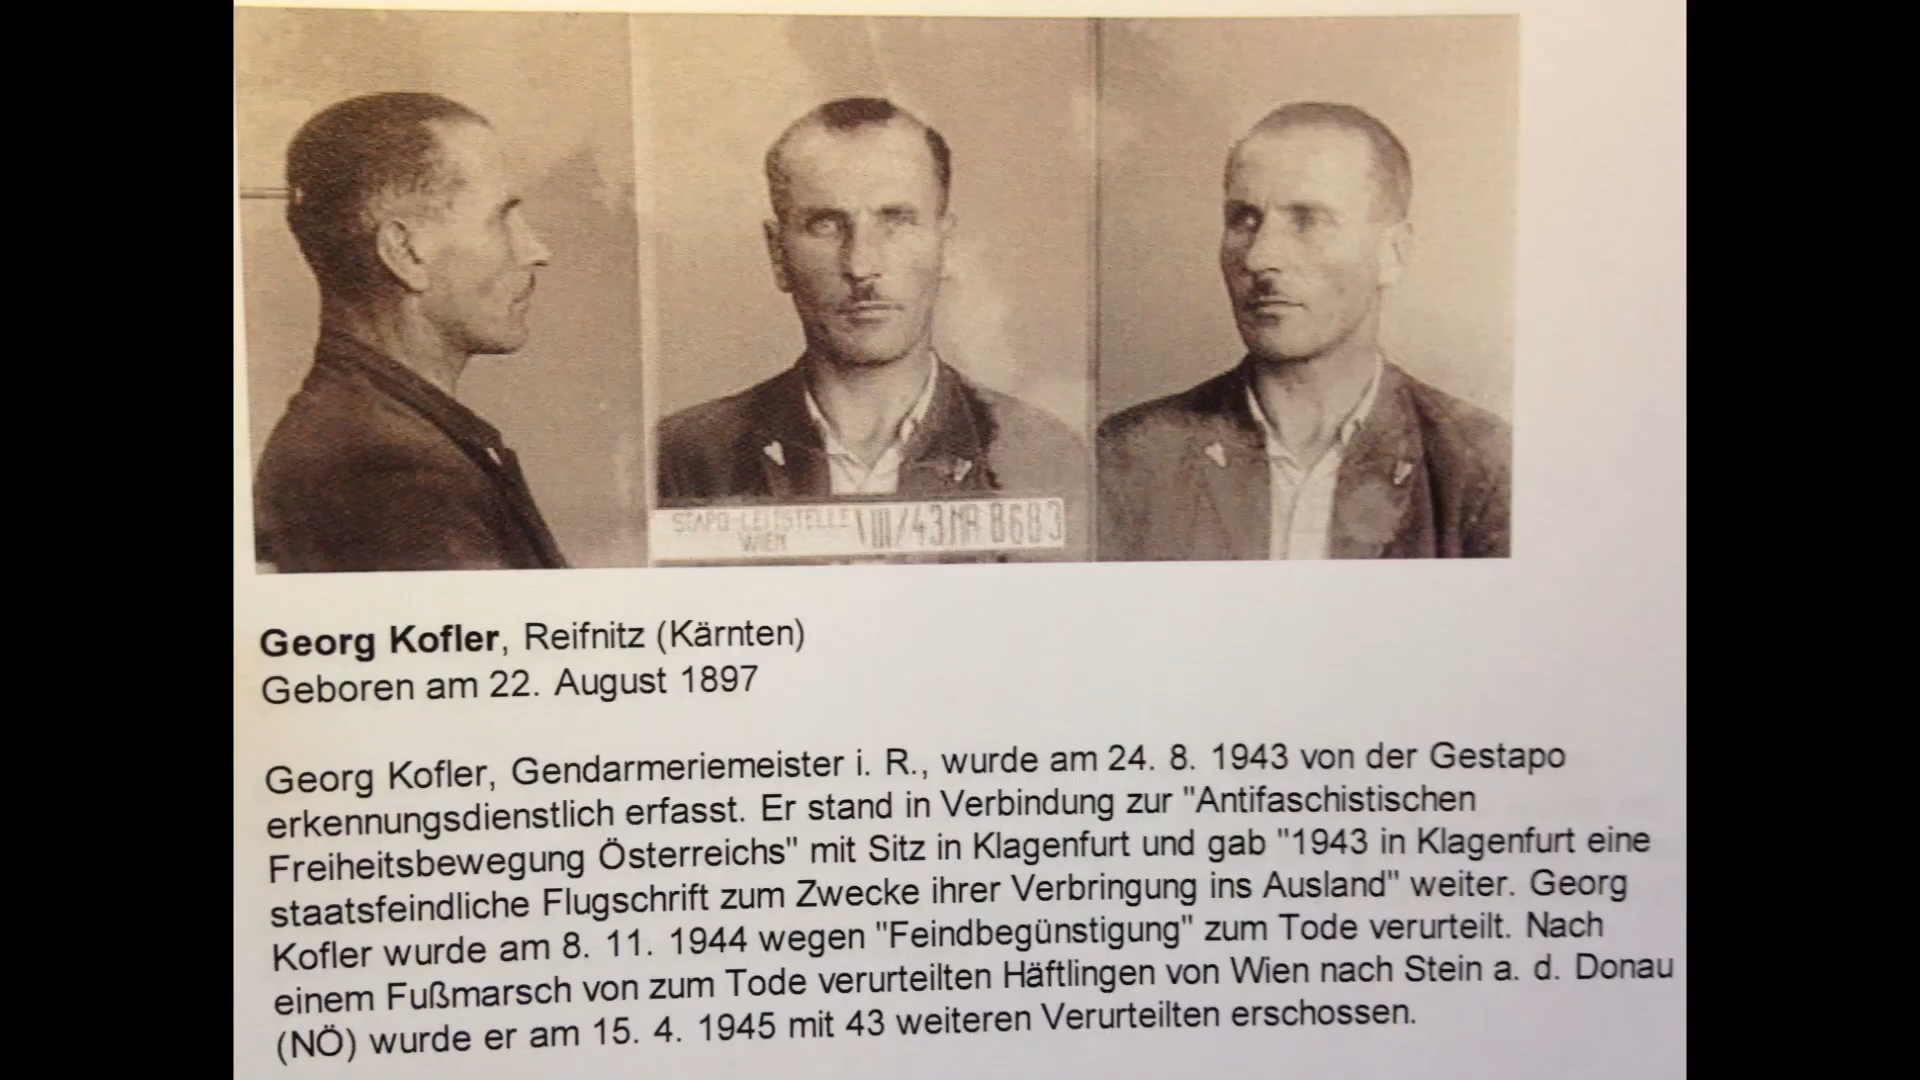 STAPO-LEITSTELLE WIEN VIII/43 MA 8683
Georg Kofler, Reifnitz (Kärnten)
Geboren am 22. August 1897
Georg Kofler, Gendarmeriemeister i. R., wurde am 24. 8. 1943 von der Gestapo
erkennungsdienstlich erfasst. Er stand in Verbindung zur "Antifaschistischen
Freiheitsbewegung Österreichs" mit Sitz in Klagenfurt und gab "1943 in Klagenfurt eine
staatsfeindliche Flugschrift zum Zwecke ihrer Verbringung ins Ausland" weiter. Georg
Kofler wurde am 8. 11. 1944 wegen "Feindbegünstigung" zum Tode verurteilt. Nach
einem Fußmarsch von zum Tode verurteilten Häftlingen von Wien nach Stein a. d. Donau
(NÖ) wurde er am 15. 4. 1945 mit 43 weiteren Verurteilten erschossen.